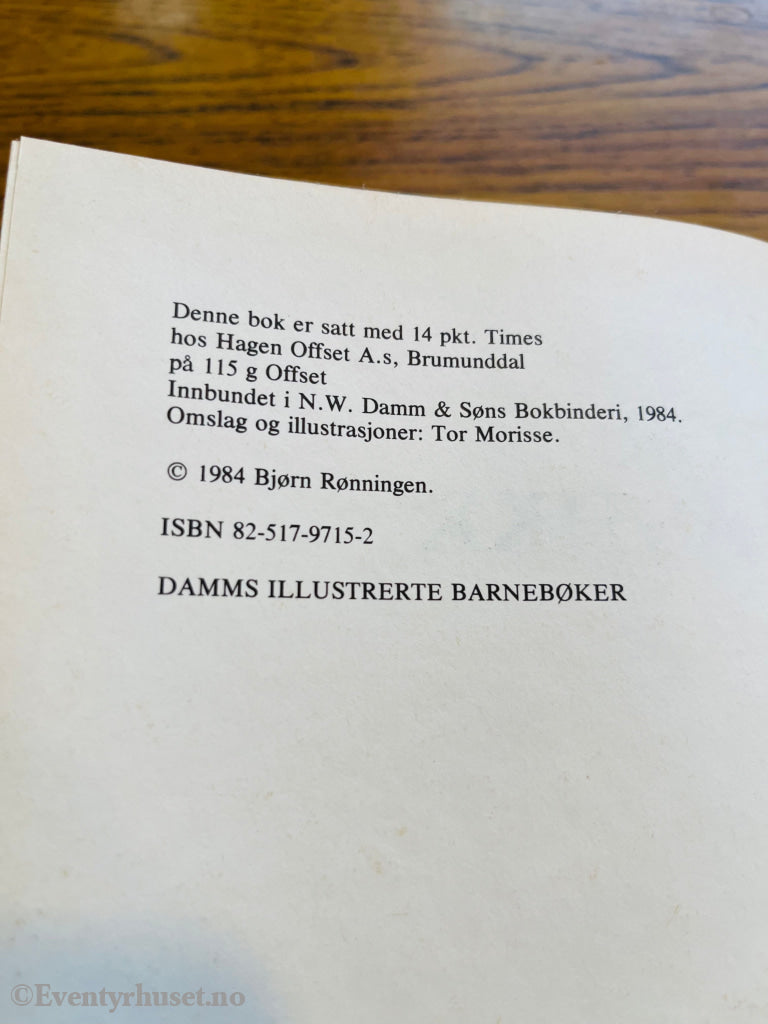 Denne bok er satt med 14 pkt. Times
hos Hagen Offset A.s, Brumunddal
på 115 g Offset
Innbundet i N.W. Damm & Søns Bokbinderi, 1984.
Omslag og illustrasjoner: Tor Morisse.
© 1984 Bjørn Rønningen.
ISBN 82-517-9715-2
DAMMS ILLUSTRERTE BARNEBØKER
©Eventyrhuset.no